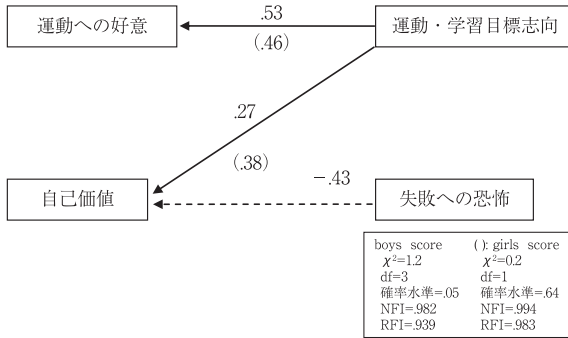 運動への好意
.53
運動・学習目標志向
(.46)
.27
(.38)
自己価値
－.43
失敗への恐怖
boys score ( ): girls score
χ²=1.2 χ²=0.2
df=3 df=1
確率水準=.05 確率水準=.64
NFI=.982 NFI=.994
RFI=.939 RFI=.983